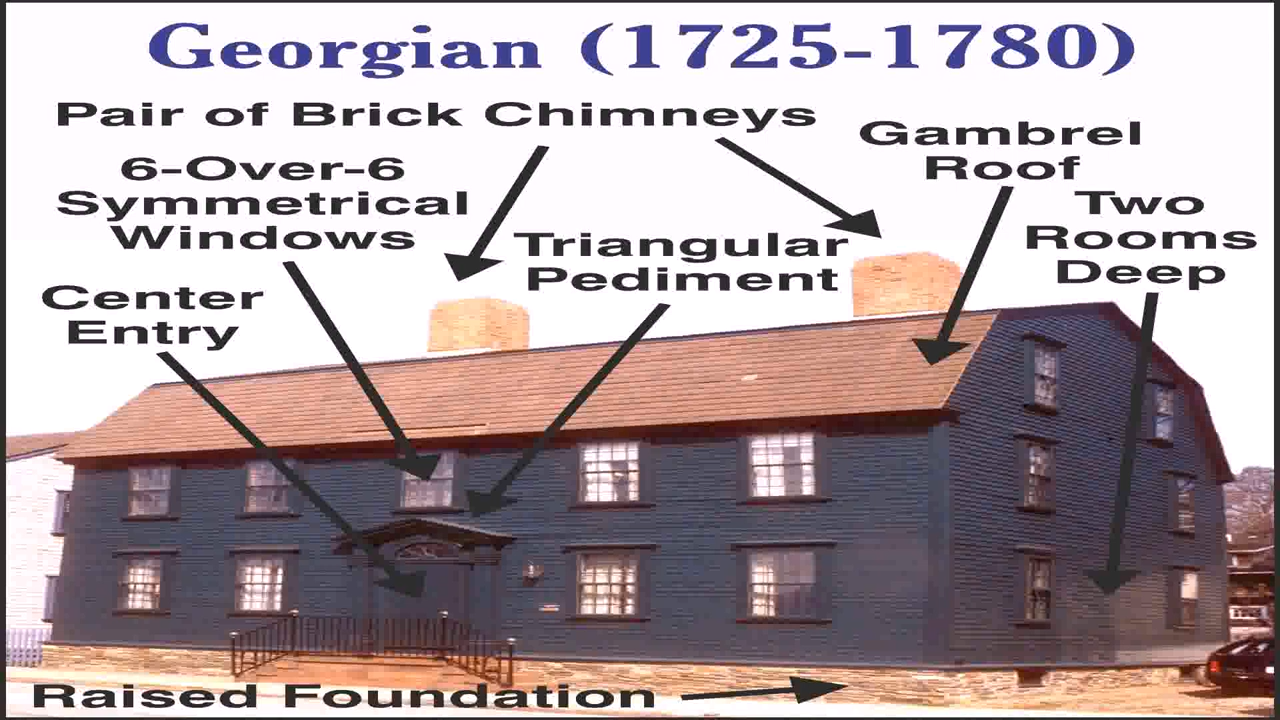 Georgian (1725-1780)
Pair of Brick Chimneys
Gambrel
Roof
6-Over-6
Symmetrical
Windows
Two
Rooms
Deep
Triangular
Pediment
Center
Entry
Raised Foundation